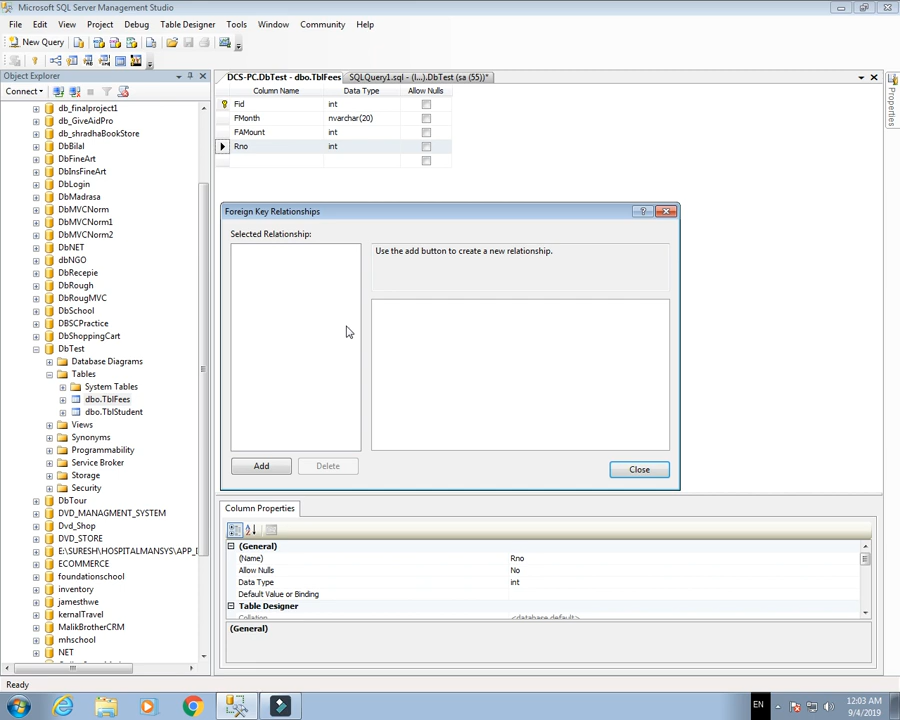 Microsoft SQL Server Management Studio
File Edit View Project Debug Table Designer Tools Window Community Help
New Query
Object Explorer
Connect
db_finalproject1
db_GiveAidPro
db_shradhaBookStore
DbBilal
DbFineArt
DbInsFineArt
DbLogin
DbMadrasa
DbMVCNorm
DbMVCNorm1
DbMVCNorm2
DbNET
dbNGO
DbRecepie
DbRough
DbRougMVC
DbSchool
DBSCPractice
DbShoppingCart
DbTest
Database Diagrams
Tables
System Tables
dbo.TblFees
dbo.TblStudent
Views
Synonyms
Programmability
Service Broker
Storage
Security
DbTour
DVD_MANAGMENT_SYSTEM
Dvd_Shop
DVD_STORE
E:\SURESH\HOSPITALMANSYS\APP_D
ECOMMERCE
foundationschool
inventory
jamesthwe
kernalTravel
MalikBrotherCRM
mhschool
NET
DCS-PC.DbTest - dbo.TblFees SQLQuery1.sql - (l...).DbTest (sa (55))*
Column Name Data Type Allow Nulls
Fid int
FMonth nvarchar(20)
FAMount int
Rno int
Foreign Key Relationships
Selected Relationship:
Use the add button to create a new relationship.
Add Delete Close
Column Properties
(General)
(Name) Rno
Allow Nulls No
Data Type int
Default Value or Binding
Table Designer
Collation <database default>
(General)
Properties
Ready
EN
12:03 AM
9/4/2019